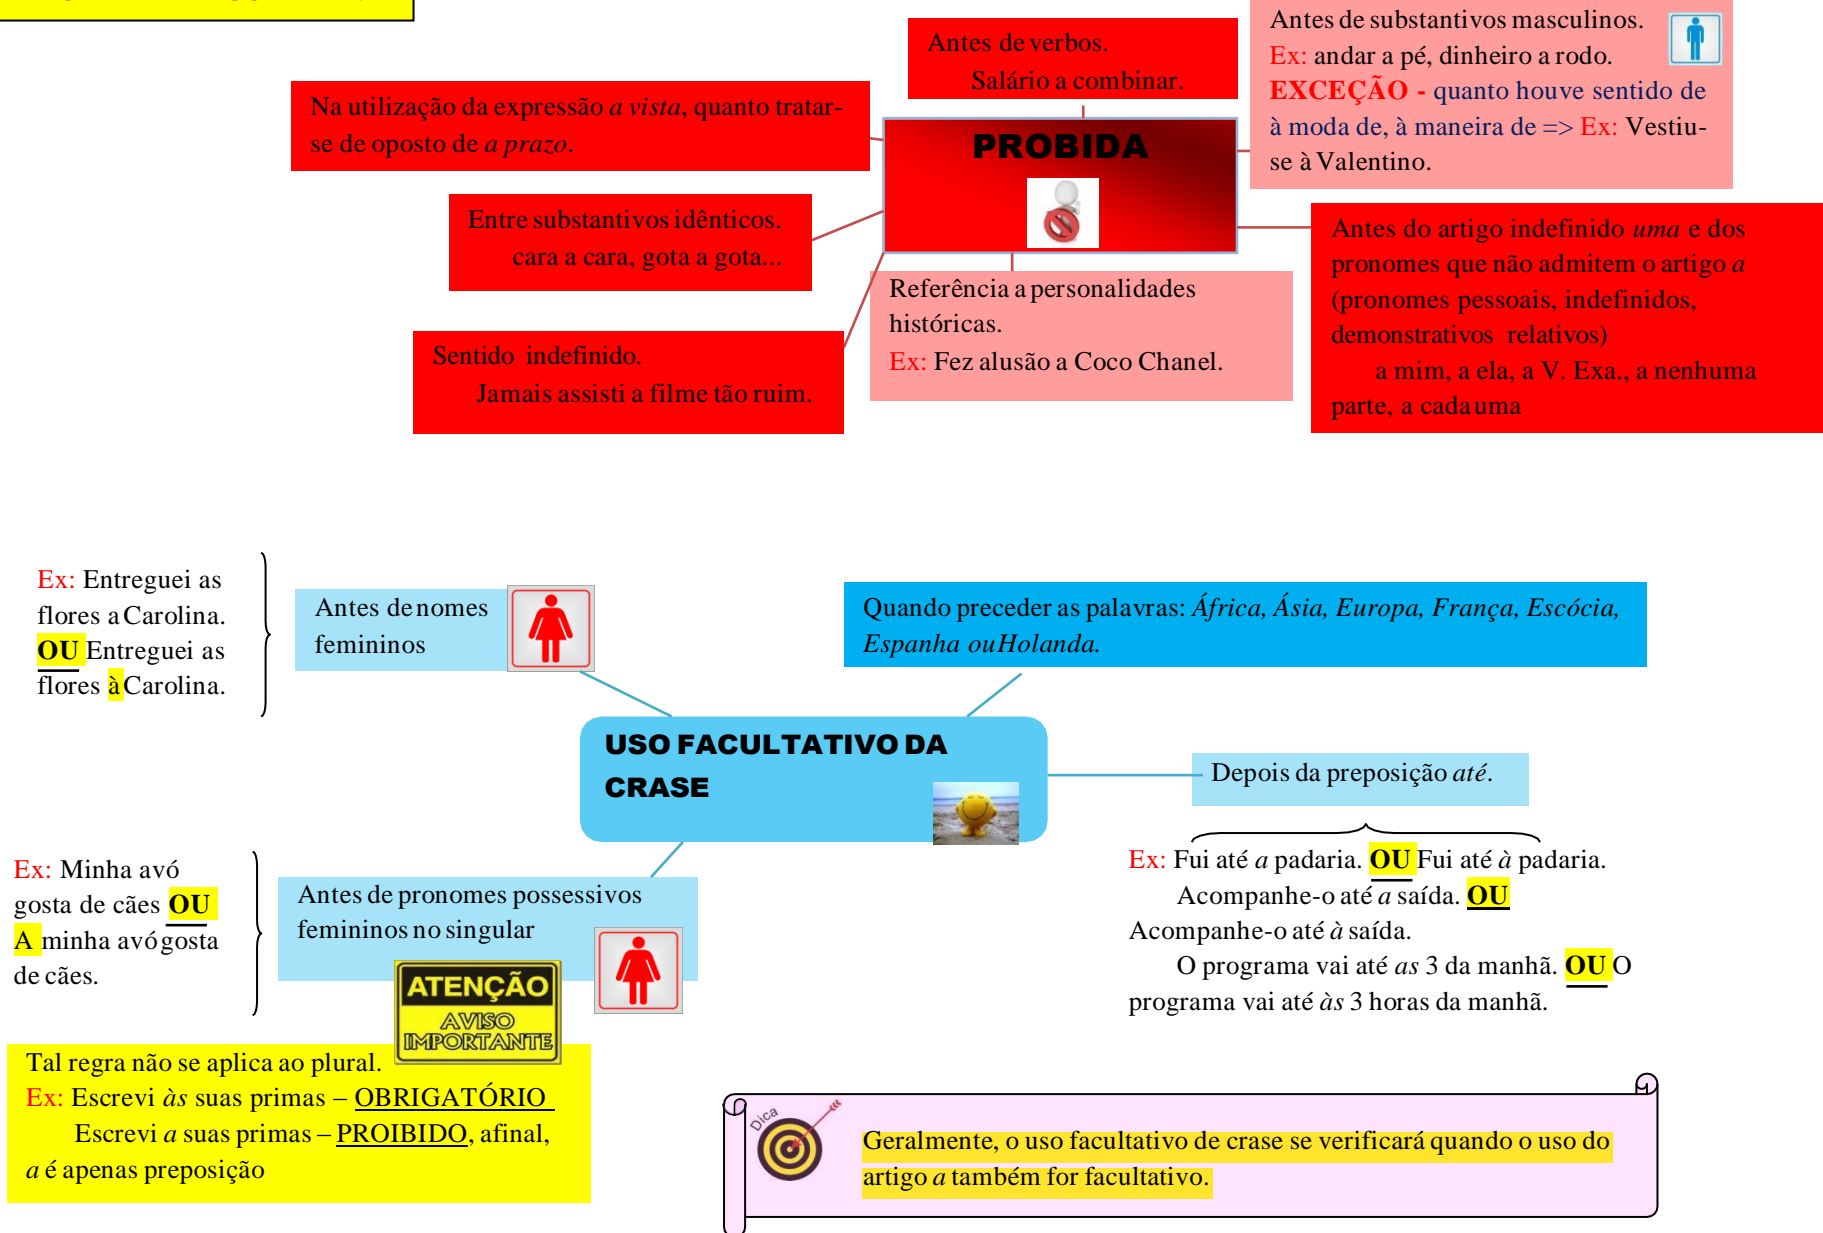 Antes de verbos.
Salário a combinar.
Antes de substantivos masculinos.
Ex: andar a pé, dinheiro a rodo.
EXCEÇÃO - quanto houve sentido de
à moda de, à maneira de => Ex: Vestiu-
se à Valentino.
Na utilização da expressão a vista, quanto tratar-
se de oposto de a prazo.
PROBIDA
Entre substantivos idênticos.
cara a cara, gota a gota...
Antes do artigo indefinido uma e dos
pronomes que não admitem o artigo a
(pronomes pessoais, indefinidos,
demonstrativos relativos)
a mim, a ela, a V. Exa., a nenhuma
parte, a cada uma
Referência a personalidades
históricas.
Ex: Fez alusão a Coco Chanel.
Sentido indefinido.
Jamais assisti a filme tão ruim.
Ex: Entreguei as
flores a Carolina.
OU Entreguei as
flores à Carolina.
Antes de nomes
femininos
Quando preceder as palavras: África, Ásia, Europa, França, Escócia,
Espanha ou Holanda.
USO FACULTATIVO DA
CRASE
Depois da preposição até.
Ex: Fui até a padaria. OU Fui até à padaria.
Acompanhe-o até a saída. OU
Acompanhe-o até à saída.
O programa vai até as 3 da manhã. OU O
programa vai até às 3 horas da manhã.
Ex: Minha avó
gosta de cães OU
A minha avó gosta
de cães.
Antes de pronomes possessivos
femininos no singular
ATENÇÃO
AVISO
IMPORTANTE
Tal regra não se aplica ao plural.
Ex: Escrevi às suas primas – OBRIGATÓRIO
Escrevi a suas primas – PROIBIDO, afinal,
a é apenas preposição
Dica
Geralmente, o uso facultativo de crase se verificará quando o uso do
artigo a também for facultativo.